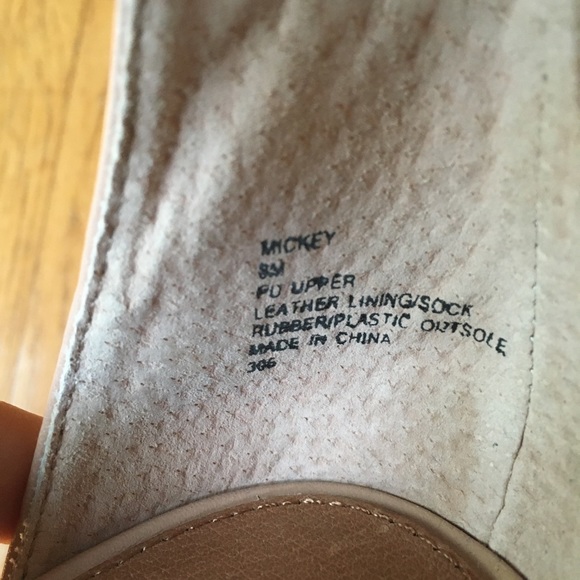 MICKEY
8M
PU UPPER
LEATHER LINING/SOCK
RUBBER/PLASTIC OUTSOLE
MADE IN CHINA
306